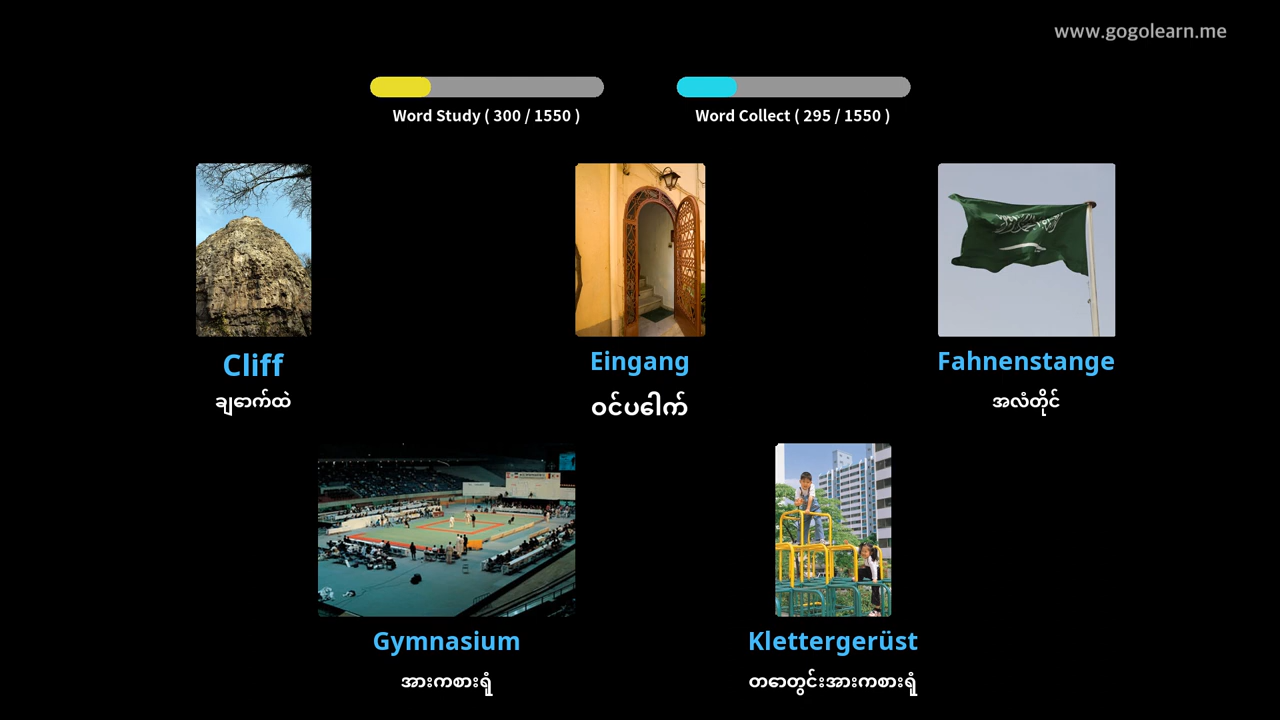 www.gogolearn.me
Word Study ( 300 / 1550 )
Word Collect ( 295 / 1550 )
Cliff
ချောက်ထဲ
Eingang
ဝင်ပေါက်
Fahnenstange
အလံတိုင်
Gymnasium
အားကစားရုံ
Klettergerüst
တောတွင်းအားကစားရုံ